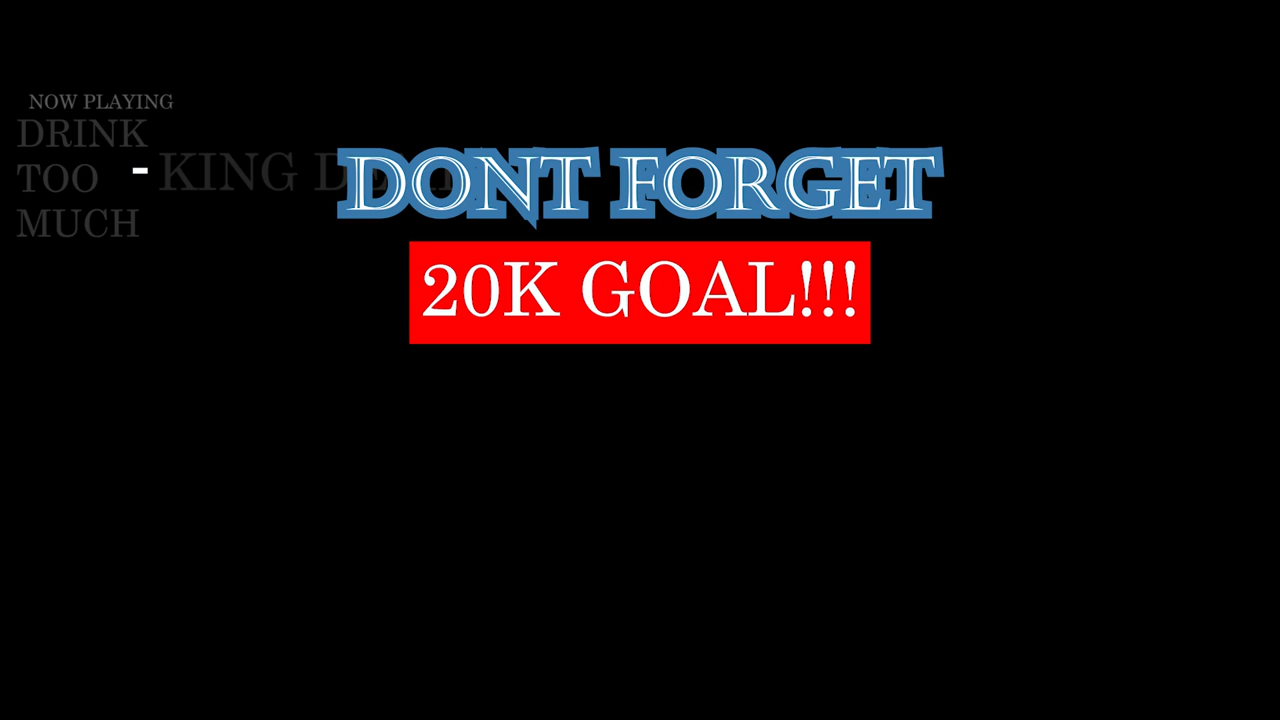 NOW PLAYING
DRINK
TOO
MUCH
- KING
DONT FORGET
20K GOAL!!!